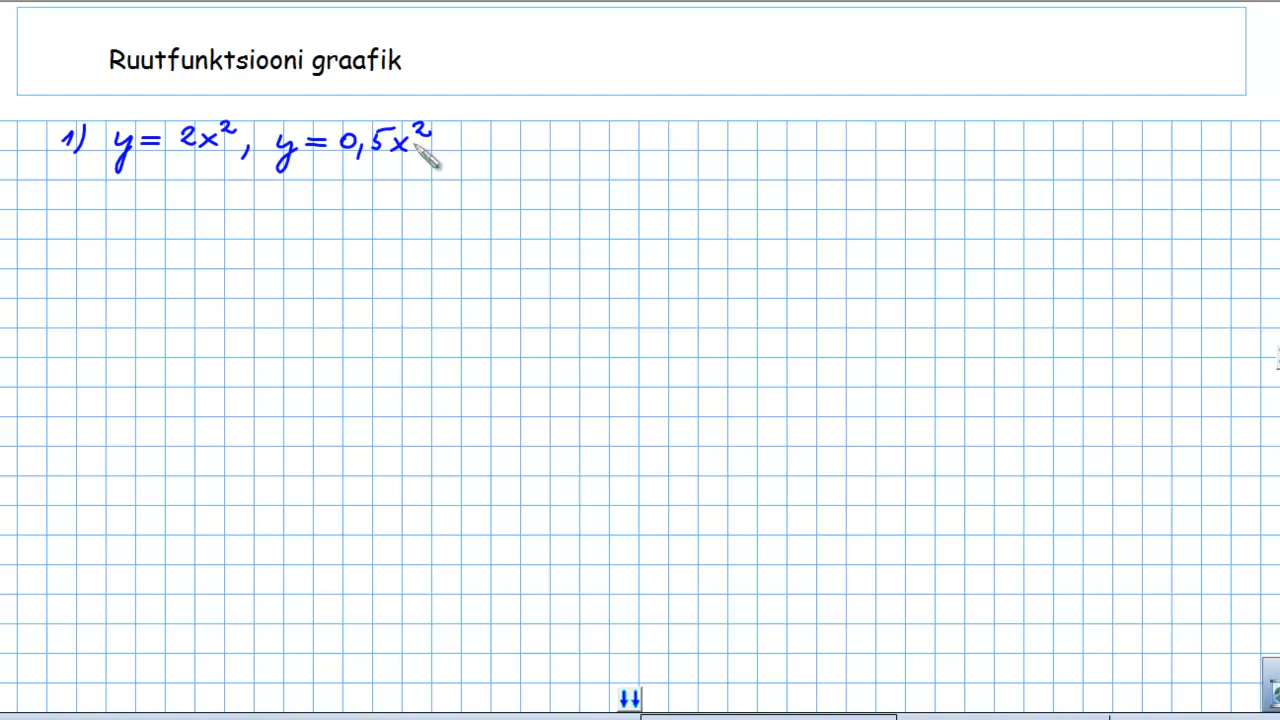 Ruutfunktsiooni graafik
1) y = 2x², y = 0,5x²